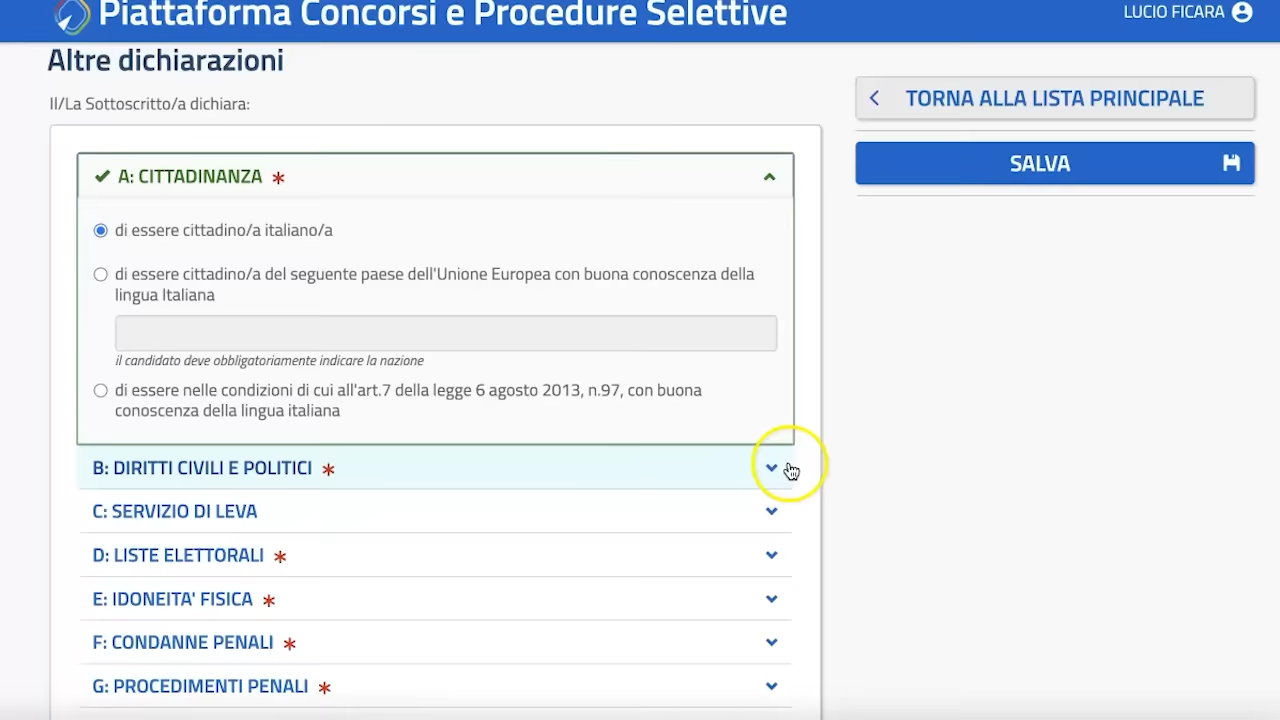 Piattaforma Concorsi e Procedure Selettive
LUCIO FICARA
Altre dichiarazioni
Il/La Sottoscritto/a dichiara:
TORNA ALLA LISTA PRINCIPALE
SALVA
A: CITTADINANZA *
di essere cittadino/a italiano/a
di essere cittadino/a del seguente paese dell'Unione Europea con buona conoscenza della
lingua Italiana
il candidato deve obbligatoriamente indicare la nazione
di essere nelle condizioni di cui all'art.7 della legge 6 agosto 2013, n.97, con buona
conoscenza della lingua italiana
B: DIRITTI CIVILI E POLITICI *
C: SERVIZIO DI LEVA
D: LISTE ELETTORALI *
E: IDONEITA' FISICA *
F: CONDANNE PENALI *
G: PROCEDIMENTI PENALI *